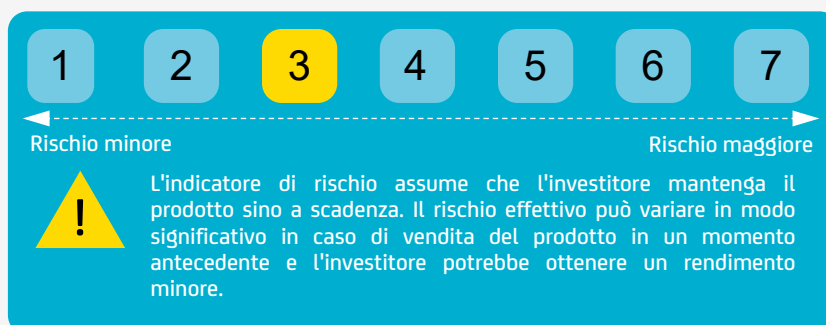 1 2 3 4 5 6 7
Rischio minore Rischio maggiore
!
L'indicatore di rischio assume che l'investitore mantenga il
prodotto sino a scadenza. Il rischio effettivo può variare in modo
significativo in caso di vendita del prodotto in un momento
antecedente e l'investitore potrebbe ottenere un rendimento
minore.